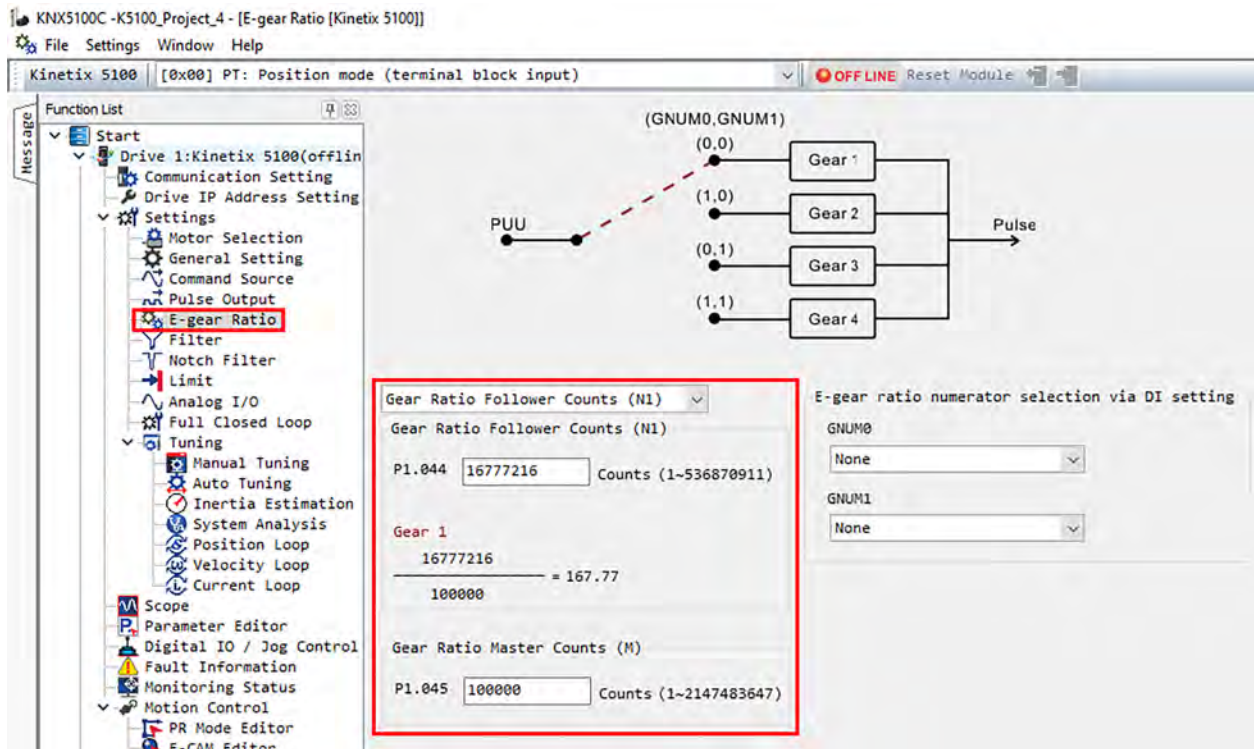 KNX5100C -K5100_Project_4 - [E-gear Ratio [Kinetix 5100]]
File Settings Window Help
Kinetix 5100 [0x00] PT: Position mode (terminal block input) OFF LINE Reset Module
Message
Function List
Start
Drive 1:Kinetix 5100(offlin
Communication Setting
Drive IP Address Setting
Settings
Motor Selection
General Setting
Command Source
Pulse Output
E-gear Ratio
Filter
Notch Filter
Limit
Analog I/O
Full Closed Loop
Tuning
Manual Tuning
Auto Tuning
Inertia Estimation
System Analysis
Position Loop
Velocity Loop
Current Loop
Scope
Parameter Editor
Digital IO / Jog Control
Fault Information
Monitoring Status
Motion Control
PR Mode Editor
E-CAM Editor
(GNUM0,GNUM1)
(0,0)
Gear 1
(1,0)
Gear 2
PUU
Pulse
(0,1)
Gear 3
(1,1)
Gear 4
Gear Ratio Follower Counts (N1)
Gear Ratio Follower Counts (N1)
P1.044 16777216 Counts (1~536870911)
Gear 1
16777216
= 167.77
100000
Gear Ratio Master Counts (M)
P1.045 100000 Counts (1~2147483647)
E-gear ratio numerator selection via DI setting
GNUM0
None
GNUM1
None